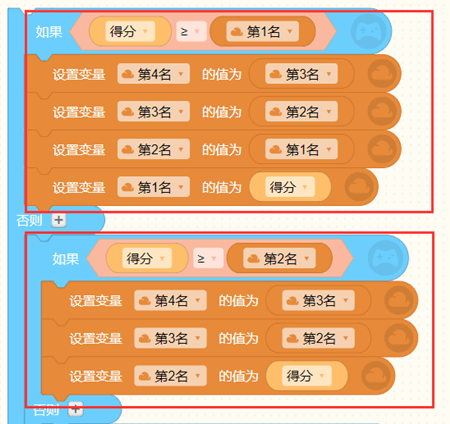 如果 得分 ≥ 第1名
设置变量 第4名 的值为 第3名
设置变量 第3名 的值为 第2名
设置变量 第2名 的值为 第1名
设置变量 第1名 的值为 得分
否则 +
如果 得分 ≥ 第2名
设置变量 第4名 的值为 第3名
设置变量 第3名 的值为 第2名
设置变量 第2名 的值为 得分
否则 +